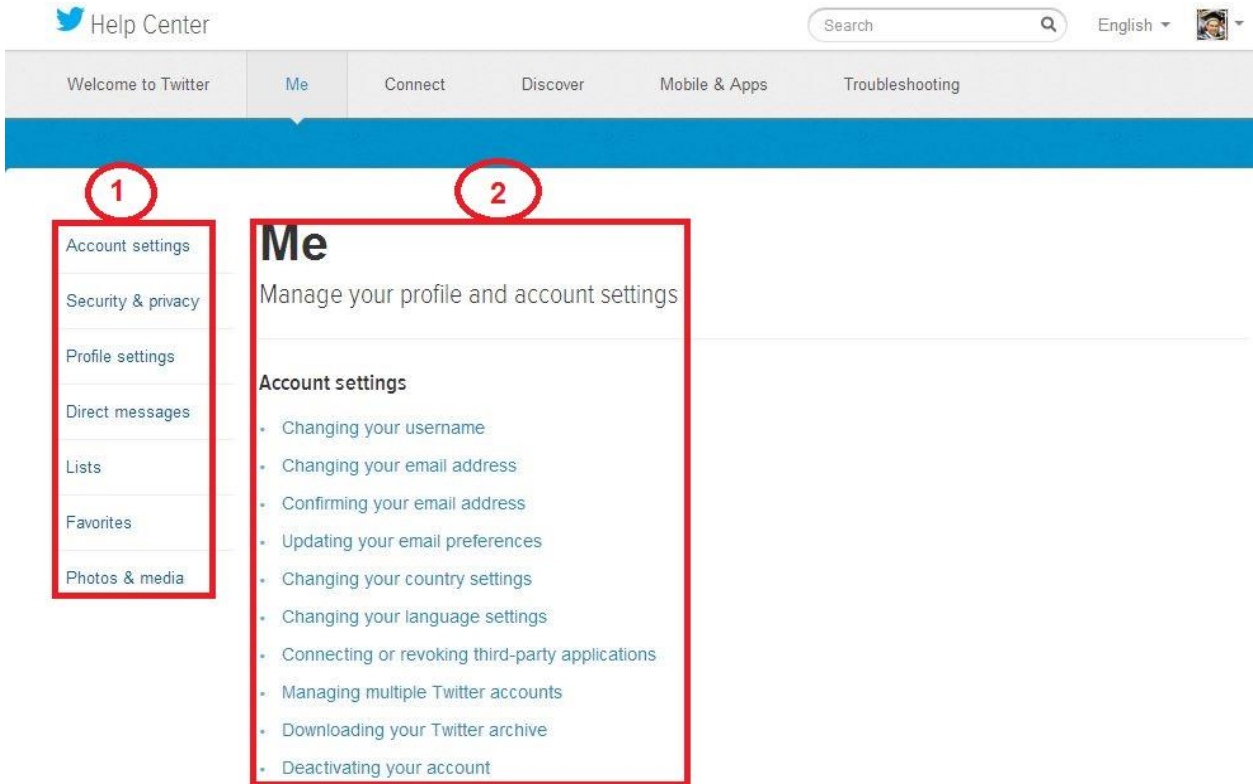 Help Center
Search
English
Welcome to Twitter Me Connect Discover Mobile & Apps Troubleshooting
1
Account settings
Security & privacy
Profile settings
Direct messages
Lists
Favorites
Photos & media
2
Me
Manage your profile and account settings
Account settings
Changing your username
Changing your email address
Confirming your email address
Updating your email preferences
Changing your country settings
Changing your language settings
Connecting or revoking third-party applications
Managing multiple Twitter accounts
Downloading your Twitter archive
Deactivating your account